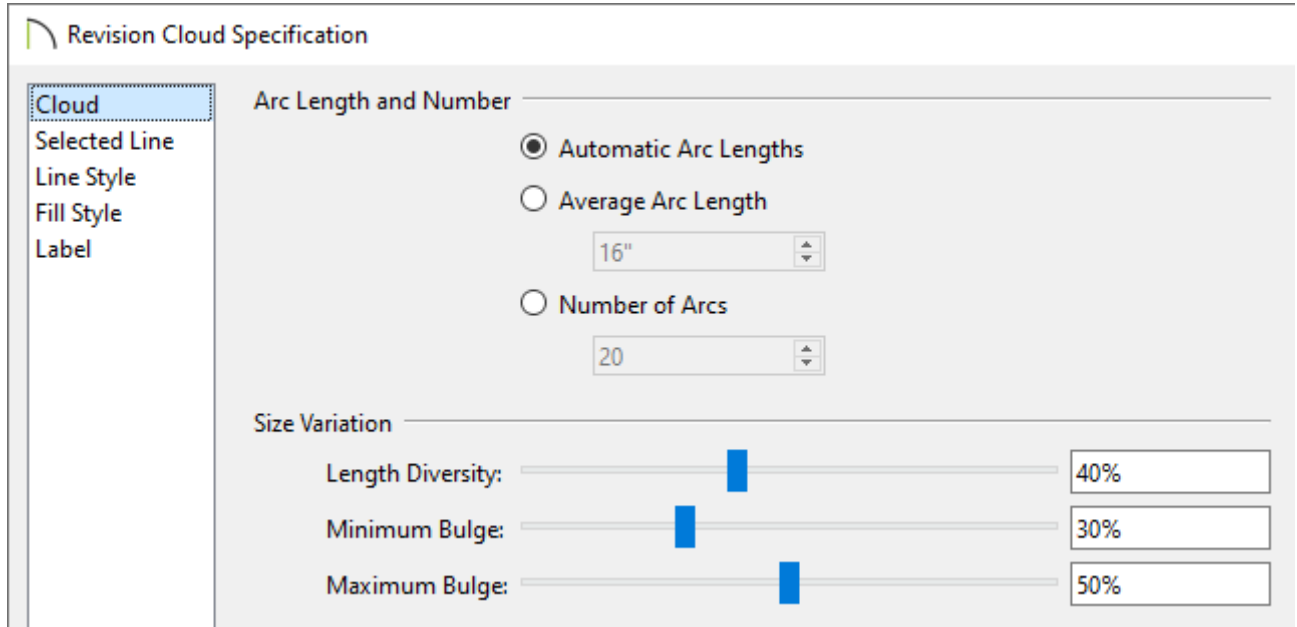 Revision Cloud Specification
Cloud
Selected Line
Line Style
Fill Style
Label
Arc Length and Number
Automatic Arc Lengths
Average Arc Length
16"
Number of Arcs
20
Size Variation
Length Diversity: 40%
Minimum Bulge: 30%
Maximum Bulge: 50%